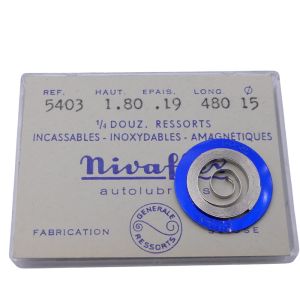 REF. HAUT. EPAIS. LONG. Ø
5403 1.80 .19 480 15
¼ DOUZ. RESSORTS
INCASSABLES - INOXYDABLES - AMAGNÉTIQUES
GENERALE
RESSORTS
FABRICATION